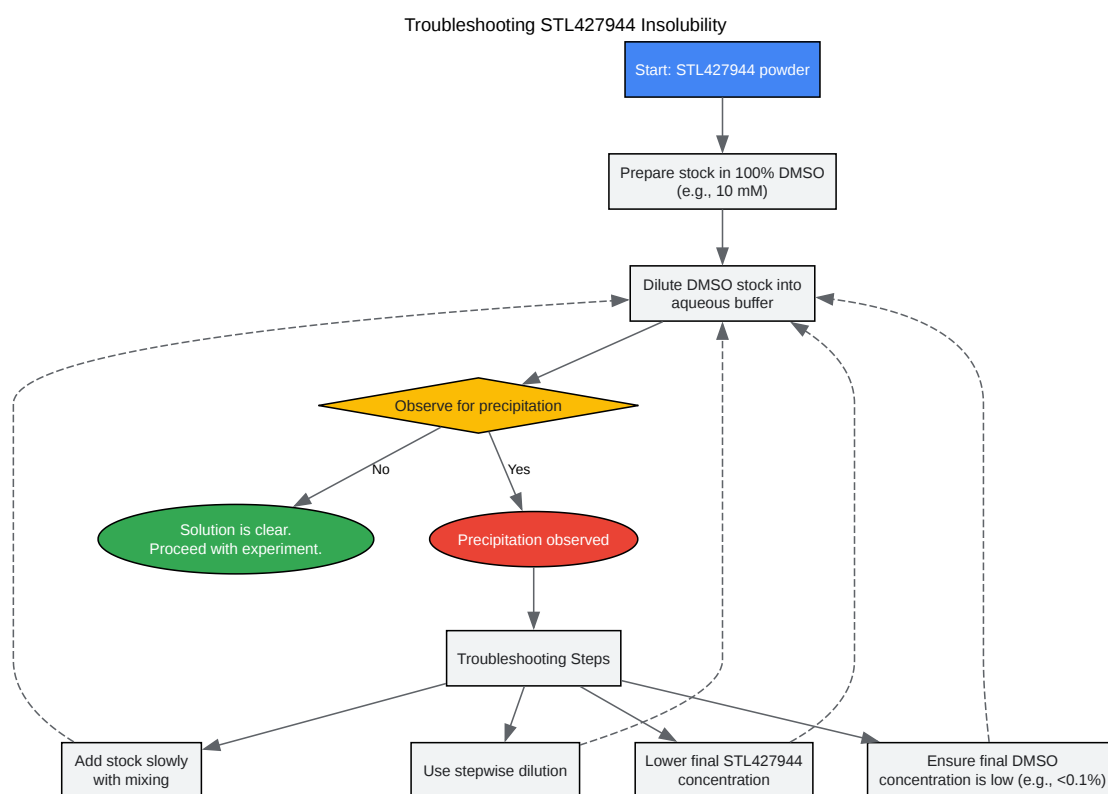 Troubleshooting STL427944 Insolubility
Start: STL427944 powder
Prepare stock in 100% DMSO
(e.g., 10 mM)
Dilute DMSO stock into
aqueous buffer
Observe for precipitation
No
Yes
Solution is clear.
Proceed with experiment.
Precipitation observed
Troubleshooting Steps
Add stock slowly
with mixing
Use stepwise dilution
Lower final STL427944
concentration
Ensure final DMSO
concentration is low (e.g., <0.1%)